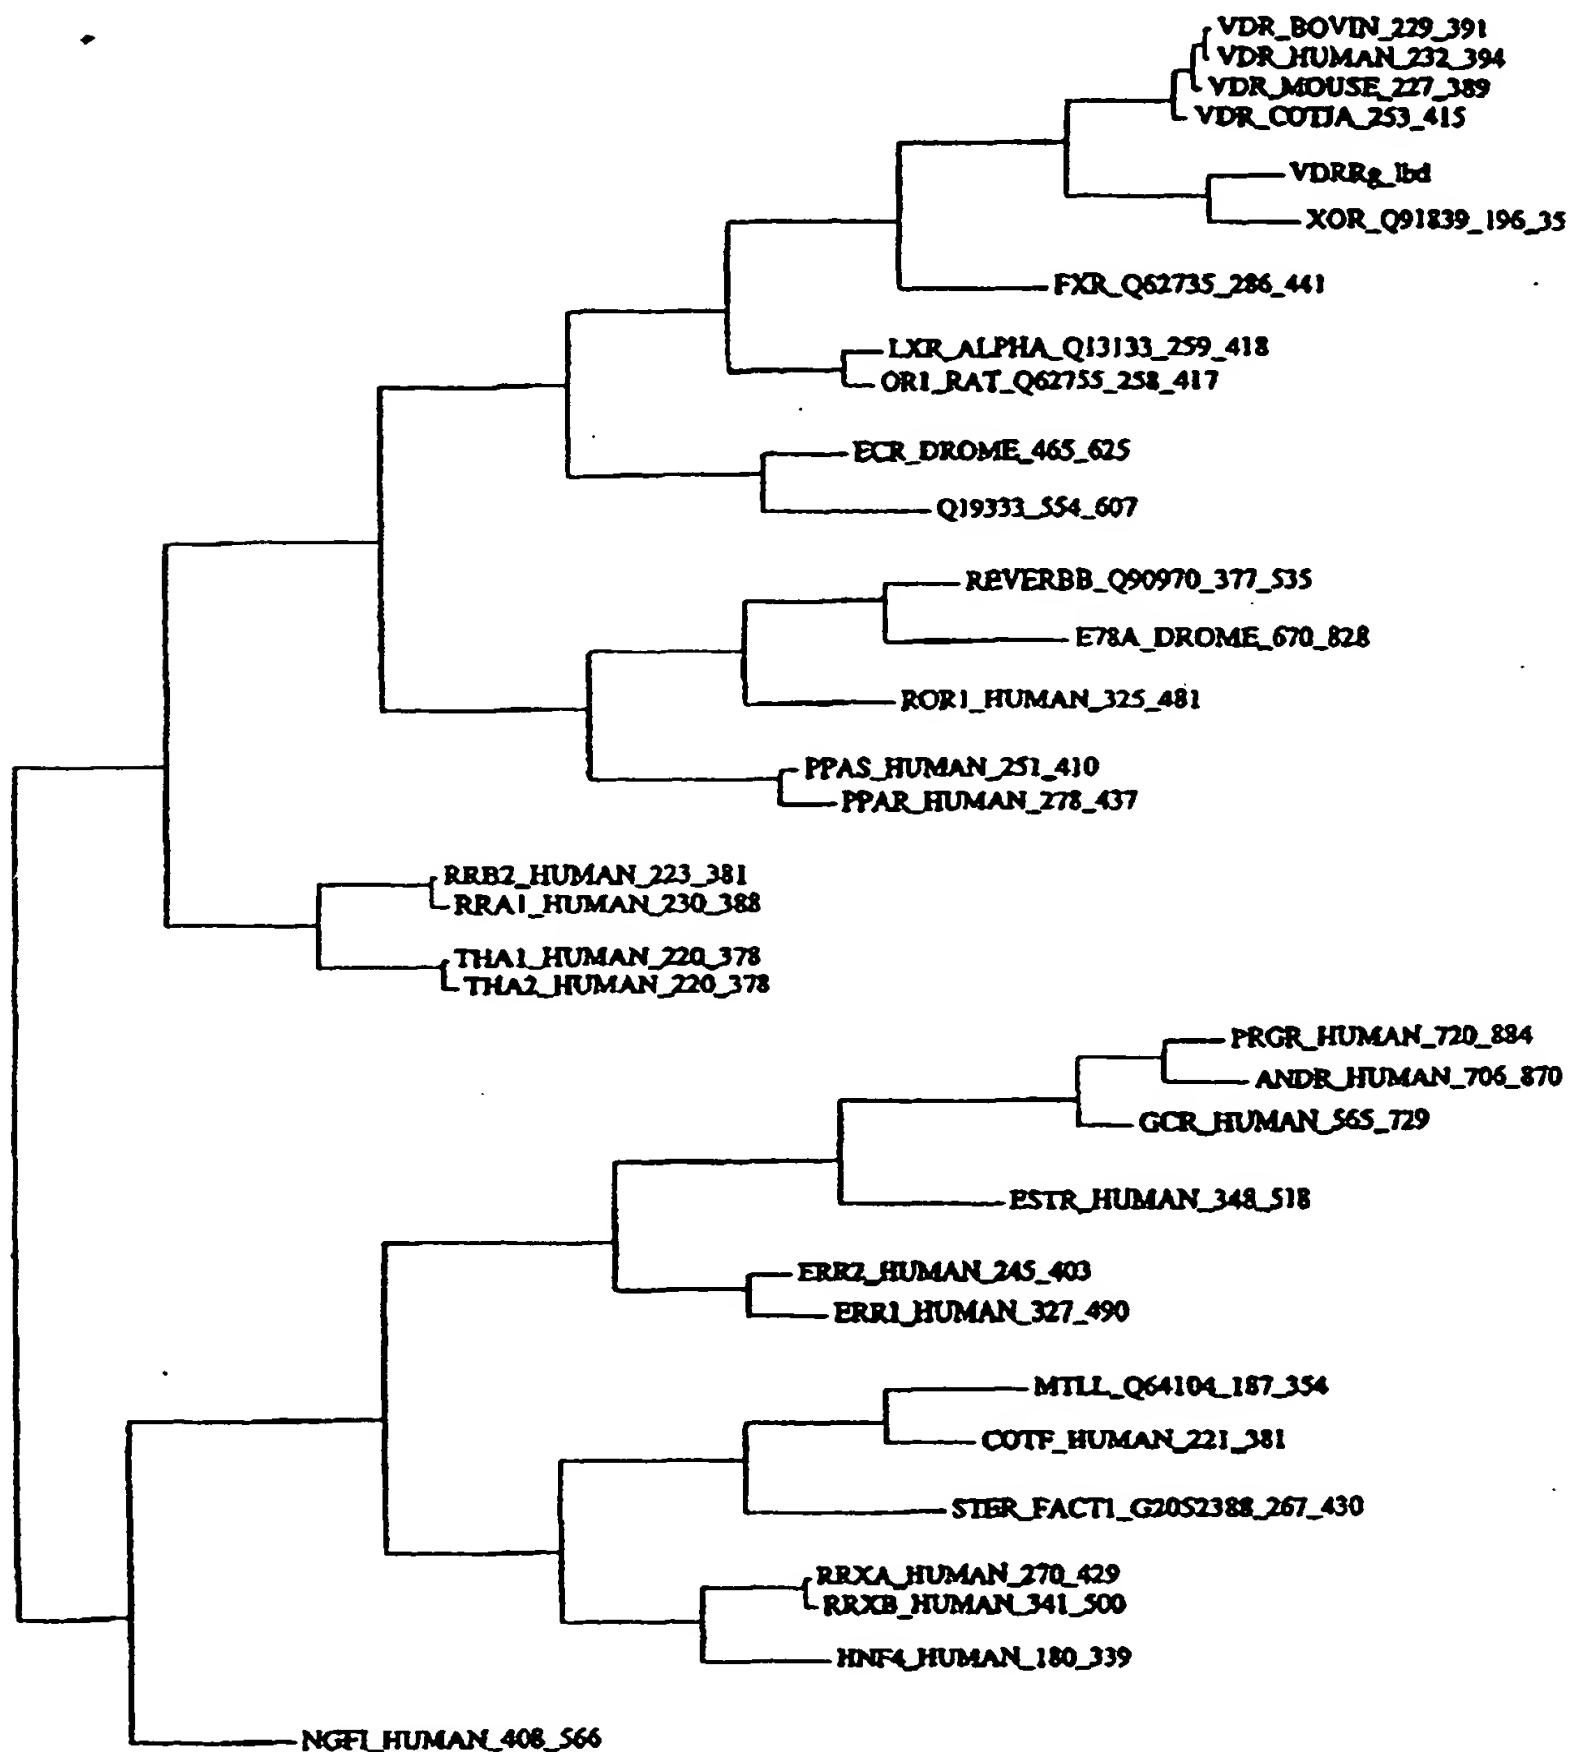 VDR_BOVIN_229_391
VDR_HUMAN_232_394
VDR_MOUSE_227_389
VDR_COTJA_253_415
VDRRg_lbd
XOR_Q91839_196_35
FXR_Q62735_286_441
LXR_ALPHA_Q13133_259_418
OR1_RAT_Q62755_258_417
ECR_DROME_465_625
Q19333_554_607
REVERBB_Q90970_377_535
E78A_DROME_670_828
ROR1_HUMAN_325_481
PPAS_HUMAN_251_410
PPAR_HUMAN_278_437
RRB2_HUMAN_223_381
RRA1_HUMAN_230_388
THA1_HUMAN_220_378
THA2_HUMAN_220_378
PRGR_HUMAN_720_884
ANDR_HUMAN_706_870
GCR_HUMAN_565_729
ESTR_HUMAN_348_518
ERR2_HUMAN_245_403
ERR1_HUMAN_327_490
MTLL_Q64104_187_354
COTF_HUMAN_221_381
STER_FACT1_G2052388_267_430
RRXA_HUMAN_270_429
RRXB_HUMAN_341_500
HNF4_HUMAN_180_339
NGFI_HUMAN_408_566